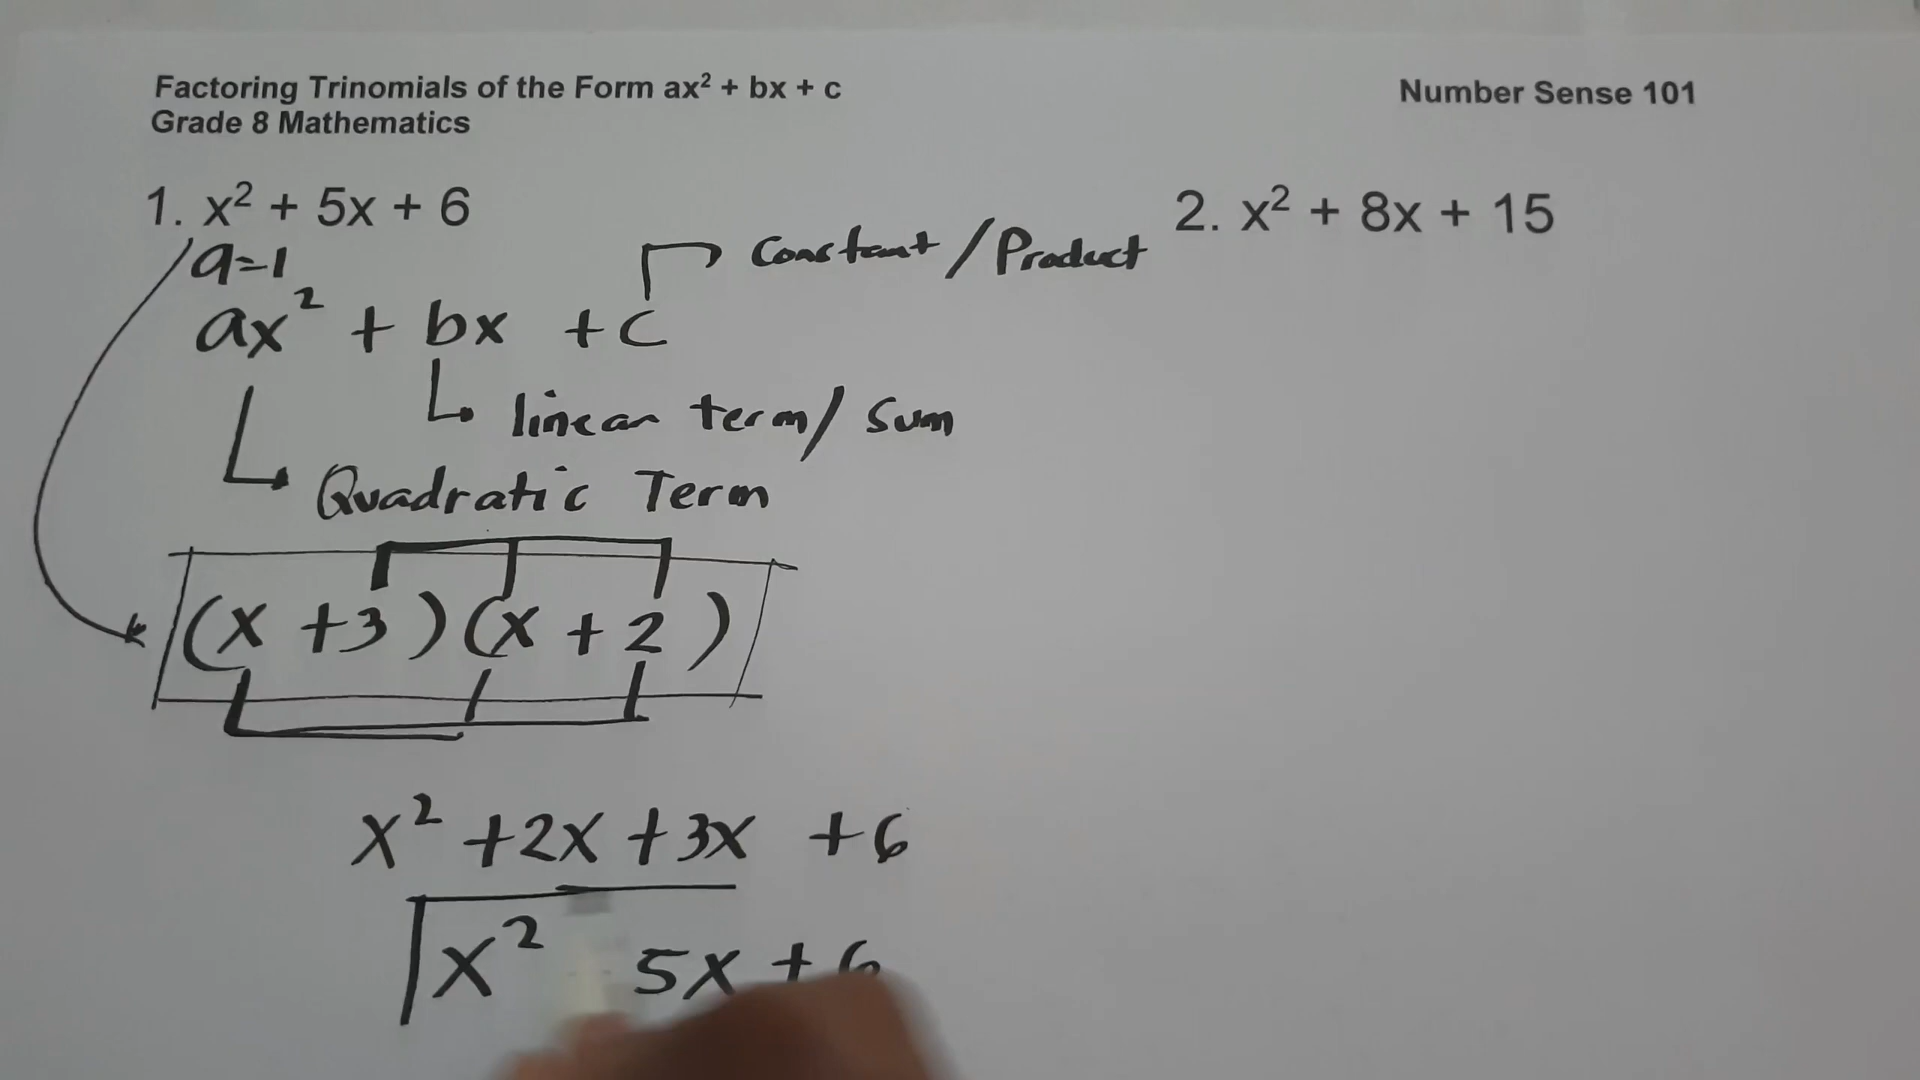 Factoring Trinomials of the Form ax² + bx + c
Number Sense 101
Grade 8 Mathematics
1. x² + 5x + 6
2. x² + 8x + 15
a=1
Constant/Product
ax² + bx + c
linear term/sum
Quadratic Term
(x +3)(x + 2)
x² +2x +3x +6
x² 5x + 6